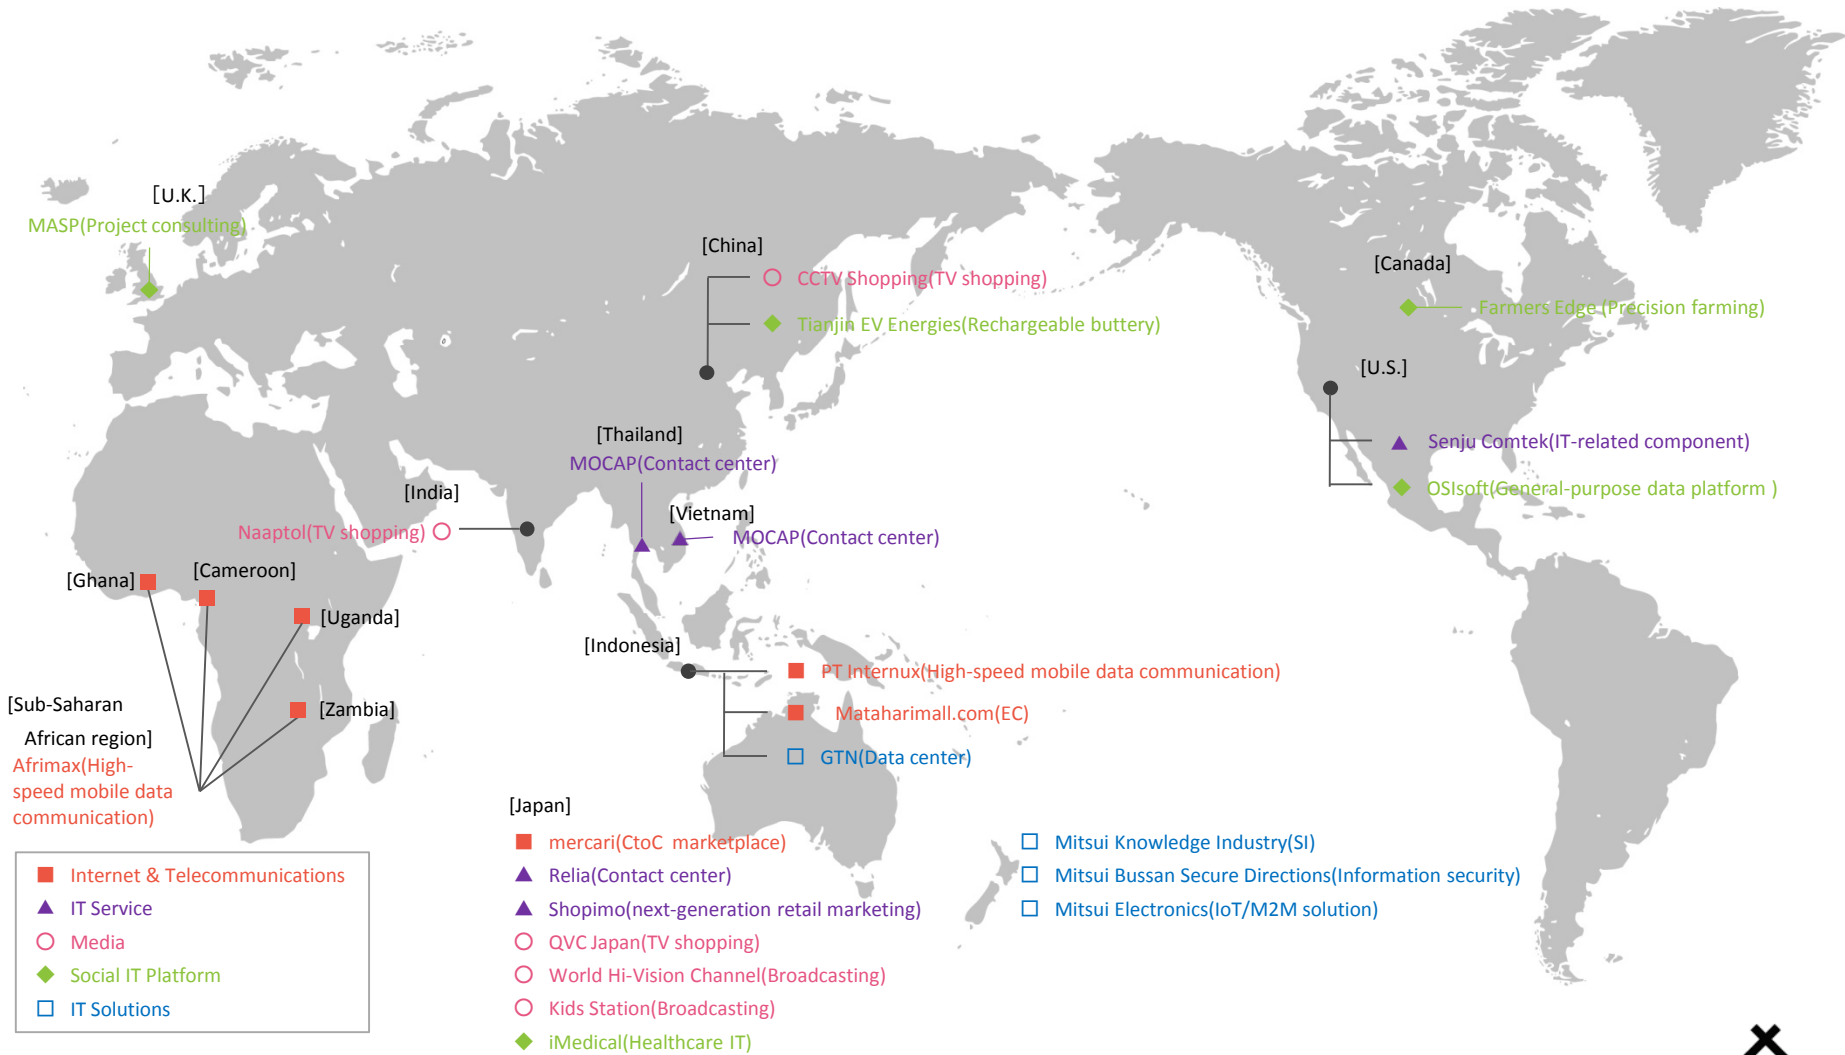 [U.K.]
MASP(Project consulting)
[China]
CCTV Shopping(TV shopping)
Tianjin EV Energies(Rechargeable buttery)
[Canada]
Farmers Edge (Precision farming)
[U.S.]
Senju Comtek(IT-related component)
OSIsoft(General-purpose data platform )
[Thailand]
MOCAP(Contact center)
[India]
Naaptol(TV shopping)
[Vietnam]
MOCAP(Contact center)
[Ghana]
[Cameroon]
[Uganda]
[Zambia]
[Sub-Saharan
African region]
Afrimax(High-
speed mobile data
communication)
[Indonesia]
PT Internux(High-speed mobile data communication)
Mataharimall.com(EC)
GTN(Data center)
[Japan]
mercari(CtoC marketplace)
Relia(Contact center)
Shopimo(next-generation retail marketing)
QVC Japan(TV shopping)
World Hi-Vision Channel(Broadcasting)
Kids Station(Broadcasting)
iMedical(Healthcare IT)
Mitsui Knowledge Industry(SI)
Mitsui Bussan Secure Directions(Information security)
Mitsui Electronics(IoT/M2M solution)
Internet & Telecommunications
IT Service
Media
Social IT Platform
IT Solutions